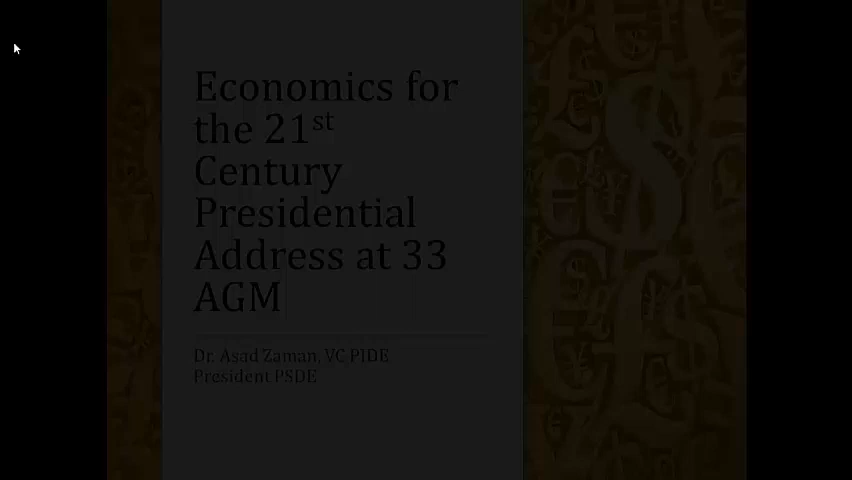 Economics for
the 21st
Century
Presidential
Address at 33
AGM
Dr. Asad Zaman, VC PIDE
President PSDE